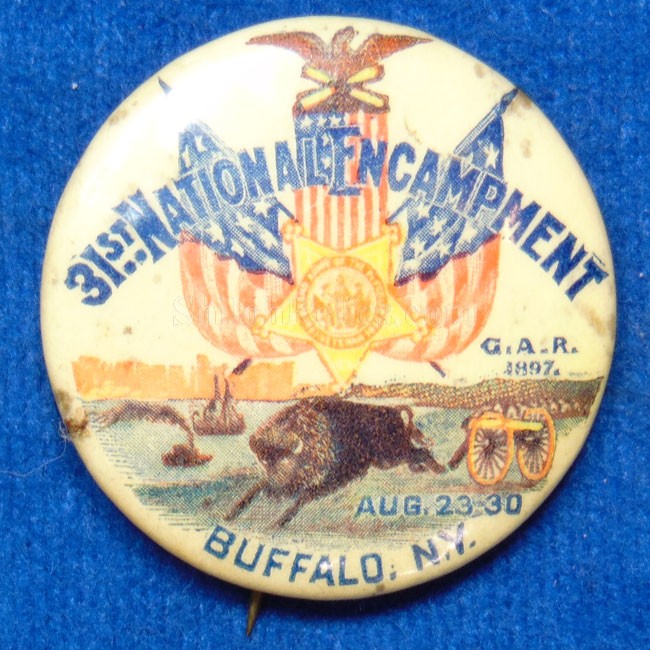 31ST NATIONAL ENCAMPMENT
G.A.R.
1897.
AUG. 23-30
BUFFALO, N.Y.